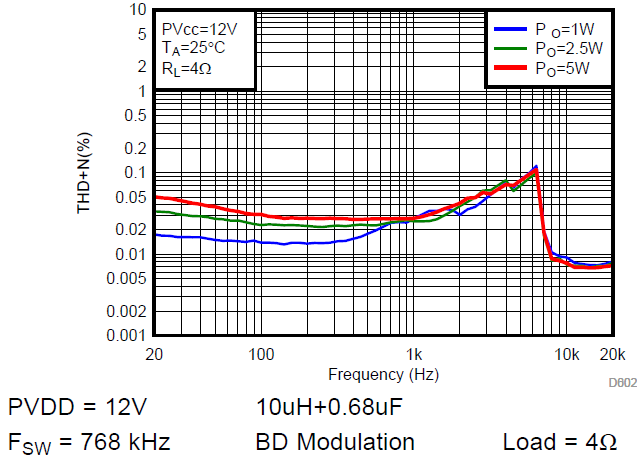 10
5
2
1
0.5
0.2
0.1
0.05
0.02
0.01
0.005
0.002
0.001
THD+N(%)
PVcc=12V
TA=25°C
RL=4Ω
P O=1W
PO=2.5W
PO=5W
20 100 1k 10k 20k
Frequency (Hz)
D602
PVDD = 12V 10uH+0.68uF
FSW = 768 kHz BD Modulation Load = 4Ω